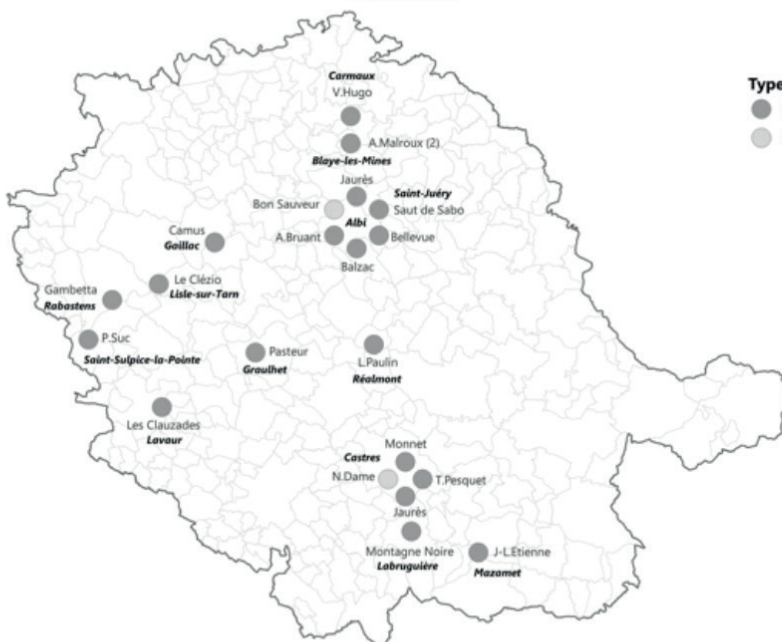 Carmaux
V.Hugo
Type
A.Malroux (2)
Blaye-les-Mines
Jaurès
Saint-Juéry
Bon Sauveur
Saut de Sabo
Albi
Camus
Gaillac
A.Bruant
Bellevue
Balzac
Le Clézio
Lisle-sur-Tarn
Gambetta
Rabastens
P.Suc
Saint-Sulpice-la-Pointe
Pasteur
Graulhet
L.Paulin
Réalmont
Les Clauzades
Lavaur
Monnet
Castres
N.Dame
T.Pesquet
Jaurès
Montagne Noire
Labruguière
J-L.Etienne
Mazamet